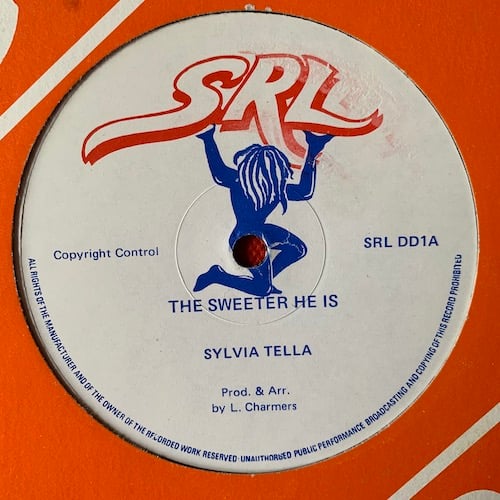 SRL
Copyright Control
SRL DD1A
THE SWEETER HE IS
SYLVIA TELLA
Prod. & Arr.
by L. Charmers
ALL RIGHTS OF THE MANUFACTURER AND OF THE OWNER OF THE RECORDED WORK RESERVED · UNAUTHORISED PUBLIC PERFORMANCE BROADCASTING AND COPYING OF THIS RECORD PROHIBITED